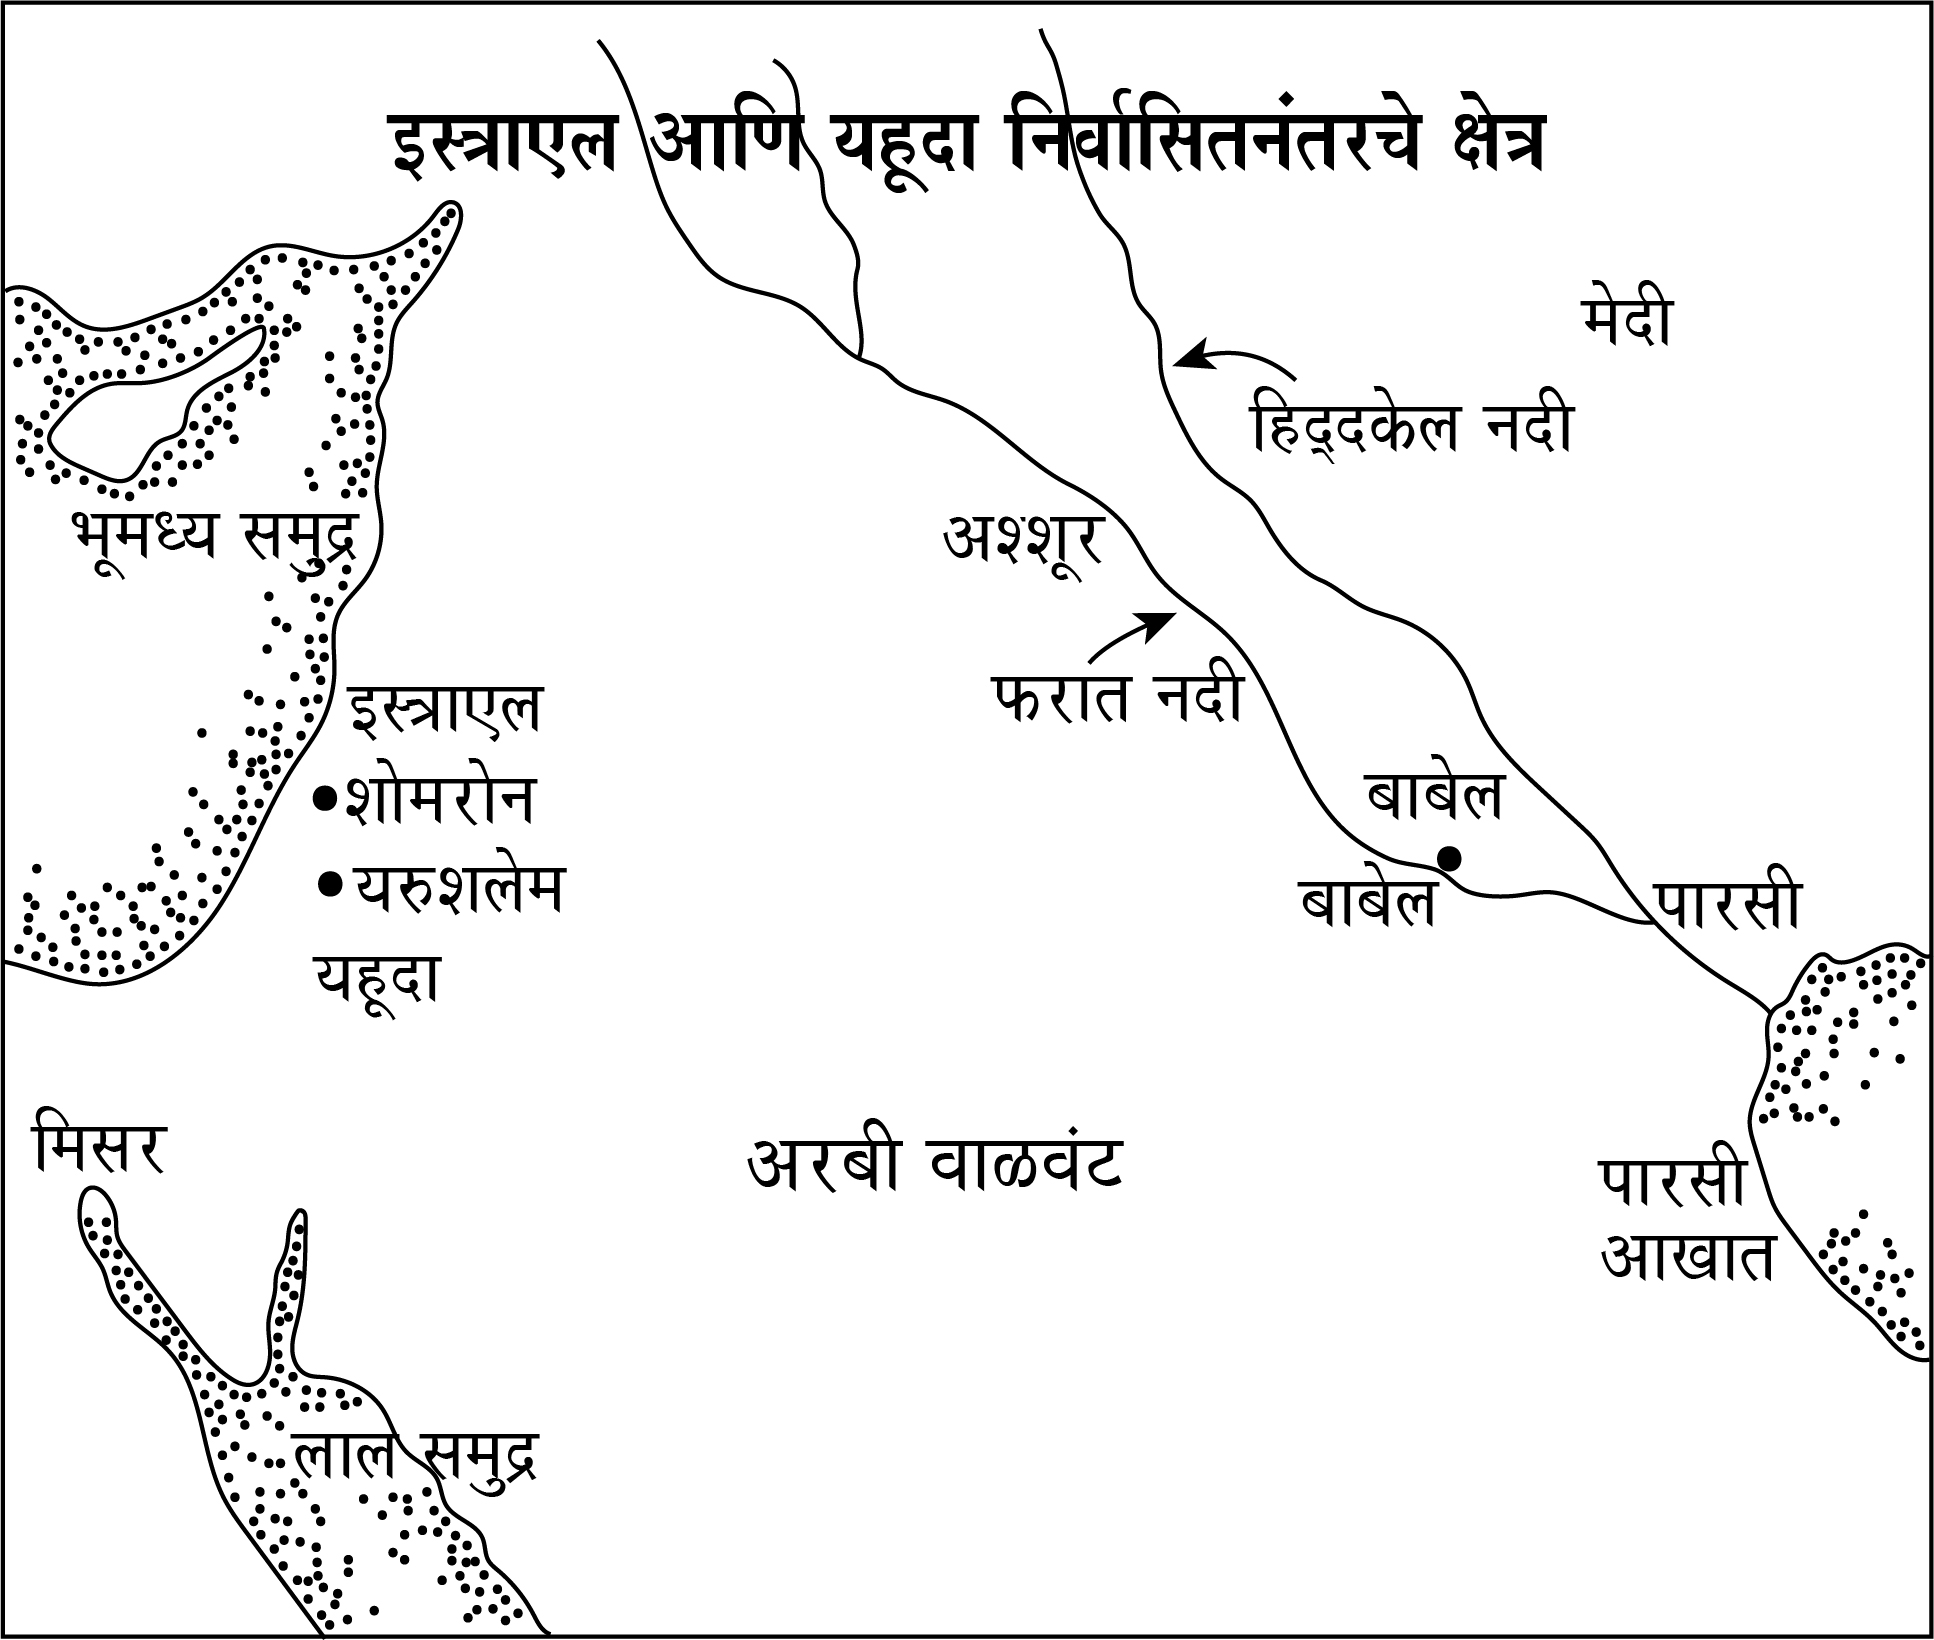 इस्त्राएल आणि यहूदा निर्वासितनंतरचे क्षेत्र
मेदी
हिद्‌दकेल नदी
भूमध्य समुद्र
अश्शूर
फरात नदी
इस्त्राएल
शोमरोन
बाबेल
यरुशलेम
बाबेल
पारसी
यहूदा
मिसर
अरबी वाळवंट
पारसी
आखात
लाल समुद्र